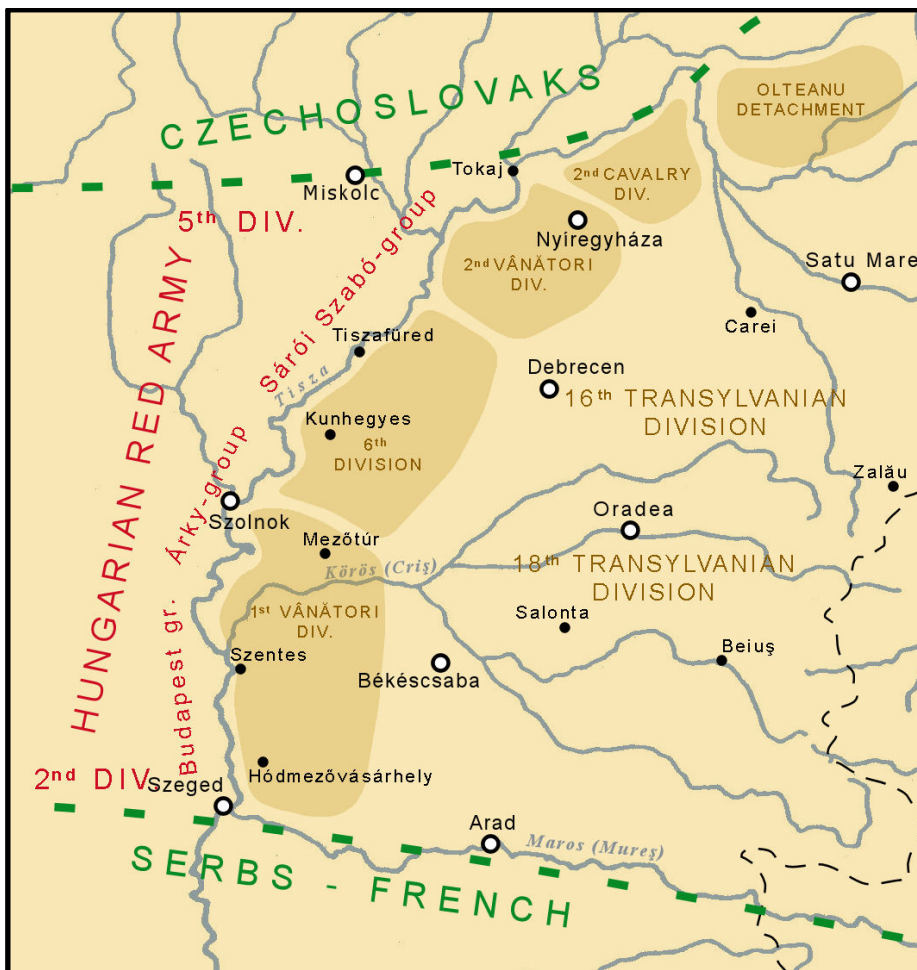 OLTEANU
DETACHMENT
CZECHOSLOVAKS
Tokaj
2nd CAVALRY
DIV.
Miskolc
5th DIV.
Nyíregyháza
2nd VÂNĂTORI
DIV.
Satu Mare
Sárói Szabó-group
Carei
Tiszafüred
Tisza
Debrecen
16th TRANSYLVANIAN
DIVISION
HUNGARIAN RED ARMY
Kunhegyes
6th
DIVISION
Zalău
Árky-group
Szolnok
Oradea
Mezőtúr
Körös (Criş)
18th TRANSYLVANIAN
DIVISION
1st VÂNĂTORI
DIV.
Salonta
Szentes
Beiuş
Békéscsaba
Budapest gr.
2nd DIV.
Hódmezővásárhely
Szeged
Arad
Maros (Mureş)
SERBS - FRENCH